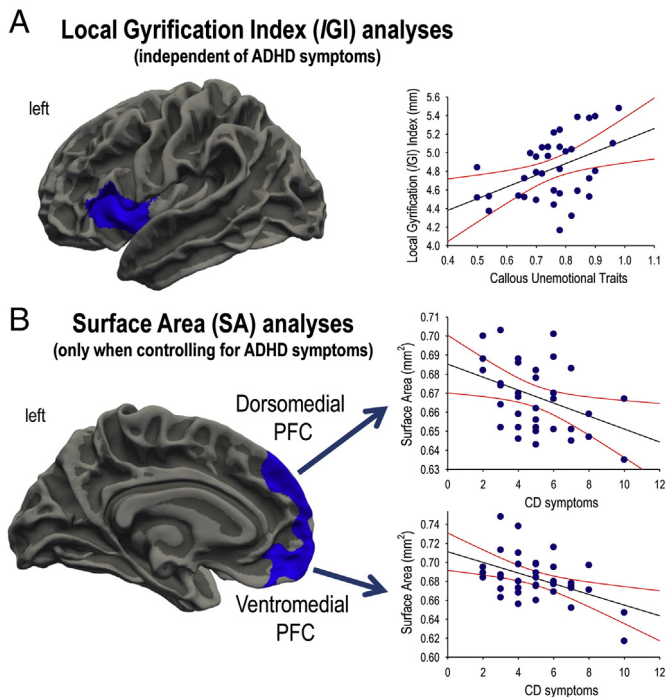 A
Local Gyrification Index (lGI) analyses
(independent of ADHD symptoms)
left
Local Gyrification (lGI) Index (mm)
5.6
5.4
5.2
5.0
4.8
4.6
4.4
4.2
4.0
0.4 0.5 0.6 0.7 0.8 0.9 1.0 1.1
Callous Unemotional Traits
B
Surface Area (SA) analyses
(only when controlling for ADHD symptoms)
left
Dorsomedial
PFC
Ventromedial
PFC
Surface Area (mm²)
0.71
0.70
0.69
0.68
0.67
0.66
0.65
0.64
0.63
0 2 4 6 8 10 12
CD symptoms
Surface Area (mm²)
0.74
0.72
0.70
0.68
0.66
0.64
0.62
0.60
0 2 4 6 8 10 12
CD symptoms